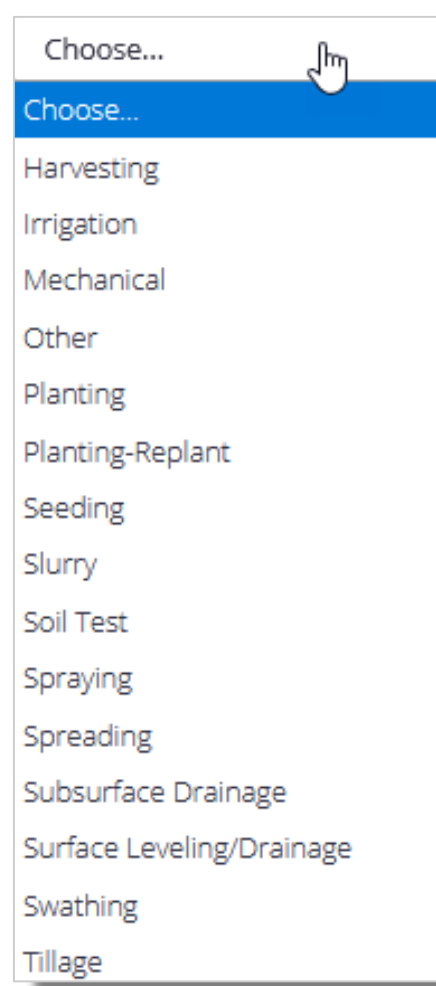 Choose...
Choose...
Harvesting
Irrigation
Mechanical
Other
Planting
Planting-Replant
Seeding
Slurry
Soil Test
Spraying
Spreading
Subsurface Drainage
Surface Leveling/Drainage
Swathing
Tillage